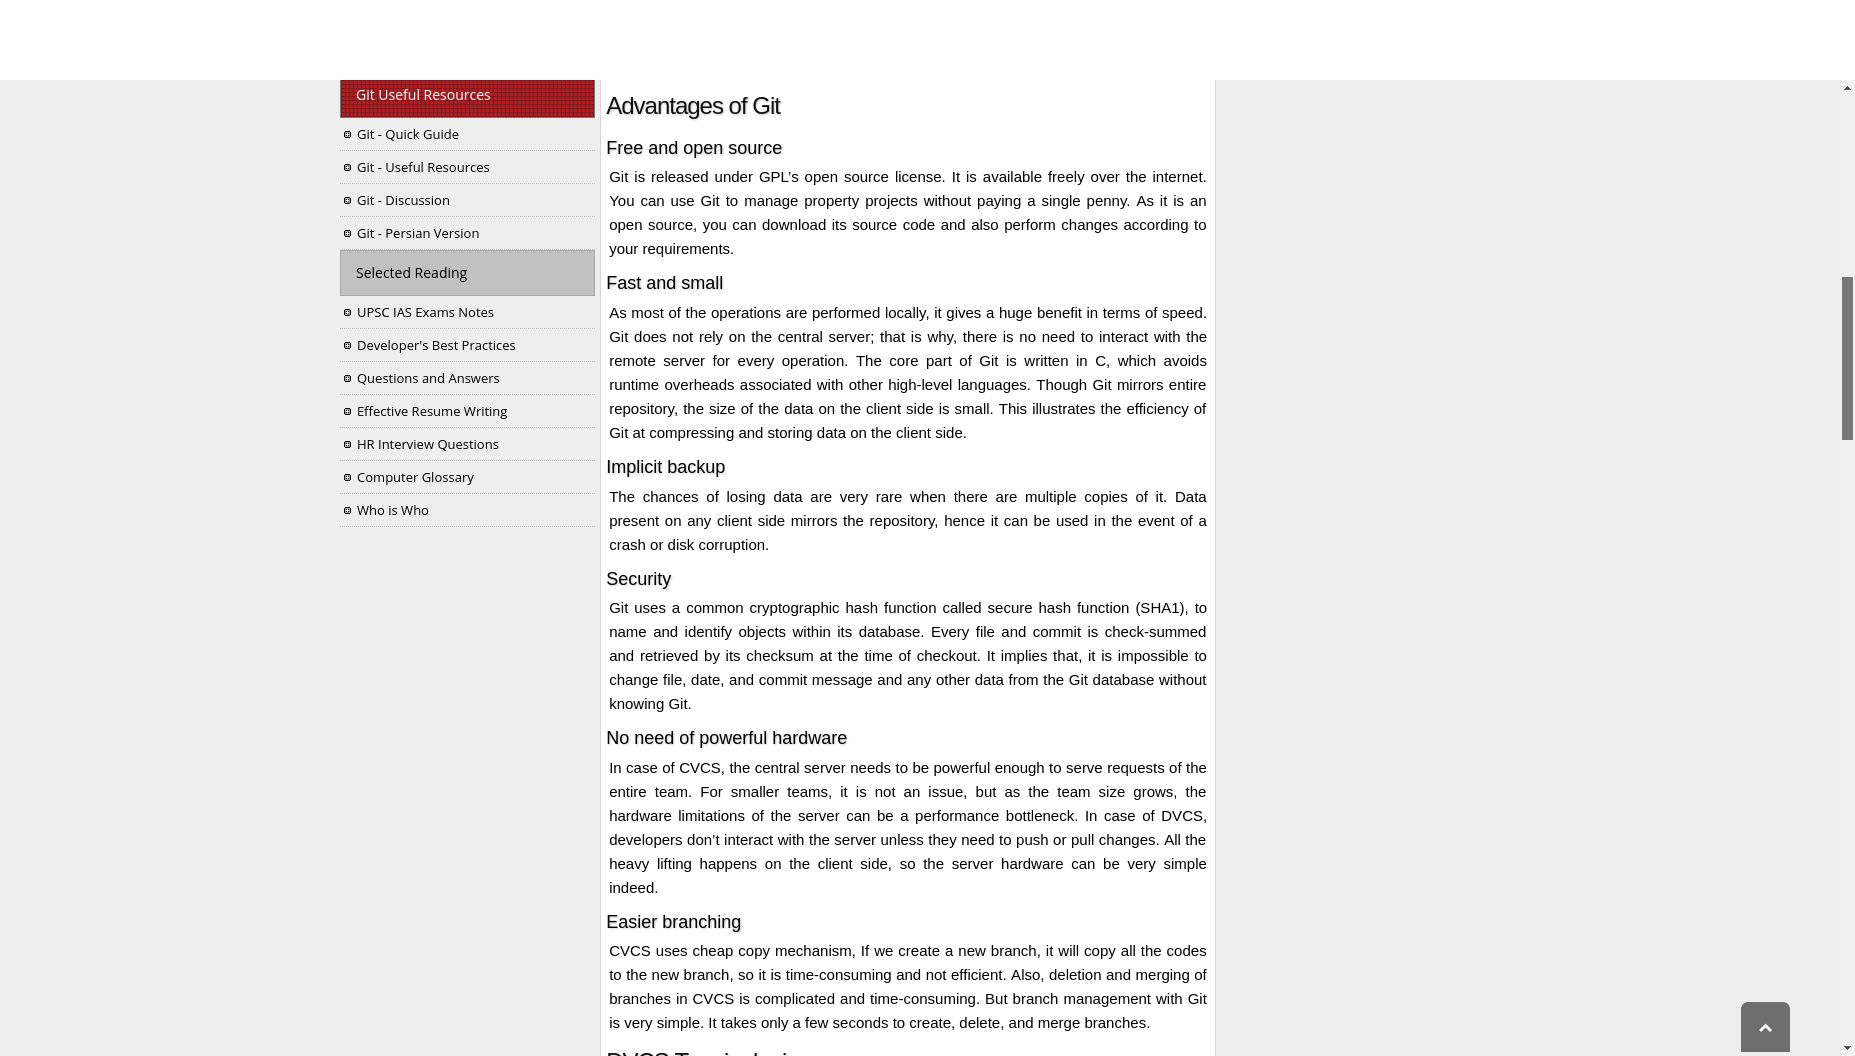 Git Useful Resources
Git - Quick Guide
Git - Useful Resources
Git - Discussion
Git - Persian Version
Selected Reading
UPSC IAS Exams Notes
Developer's Best Practices
Questions and Answers
Effective Resume Writing
HR Interview Questions
Computer Glossary
Who is Who
Advantages of Git
Free and open source
Git is released under GPL’s open source license. It is available freely over the internet.
You can use Git to manage property projects without paying a single penny. As it is an
open source, you can download its source code and also perform changes according to
your requirements.
Fast and small
As most of the operations are performed locally, it gives a huge benefit in terms of speed.
Git does not rely on the central server; that is why, there is no need to interact with the
remote server for every operation. The core part of Git is written in C, which avoids
runtime overheads associated with other high-level languages. Though Git mirrors entire
repository, the size of the data on the client side is small. This illustrates the efficiency of
Git at compressing and storing data on the client side.
Implicit backup
The chances of losing data are very rare when there are multiple copies of it. Data
present on any client side mirrors the repository, hence it can be used in the event of a
crash or disk corruption.
Security
Git uses a common cryptographic hash function called secure hash function (SHA1), to
name and identify objects within its database. Every file and commit is check-summed
and retrieved by its checksum at the time of checkout. It implies that, it is impossible to
change file, date, and commit message and any other data from the Git database without
knowing Git.
No need of powerful hardware
In case of CVCS, the central server needs to be powerful enough to serve requests of the
entire team. For smaller teams, it is not an issue, but as the team size grows, the
hardware limitations of the server can be a performance bottleneck. In case of DVCS,
developers don’t interact with the server unless they need to push or pull changes. All the
heavy lifting happens on the client side, so the server hardware can be very simple
indeed.
Easier branching
CVCS uses cheap copy mechanism, If we create a new branch, it will copy all the codes
to the new branch, so it is time-consuming and not efficient. Also, deletion and merging of
branches in CVCS is complicated and time-consuming. But branch management with Git
is very simple. It takes only a few seconds to create, delete, and merge branches.